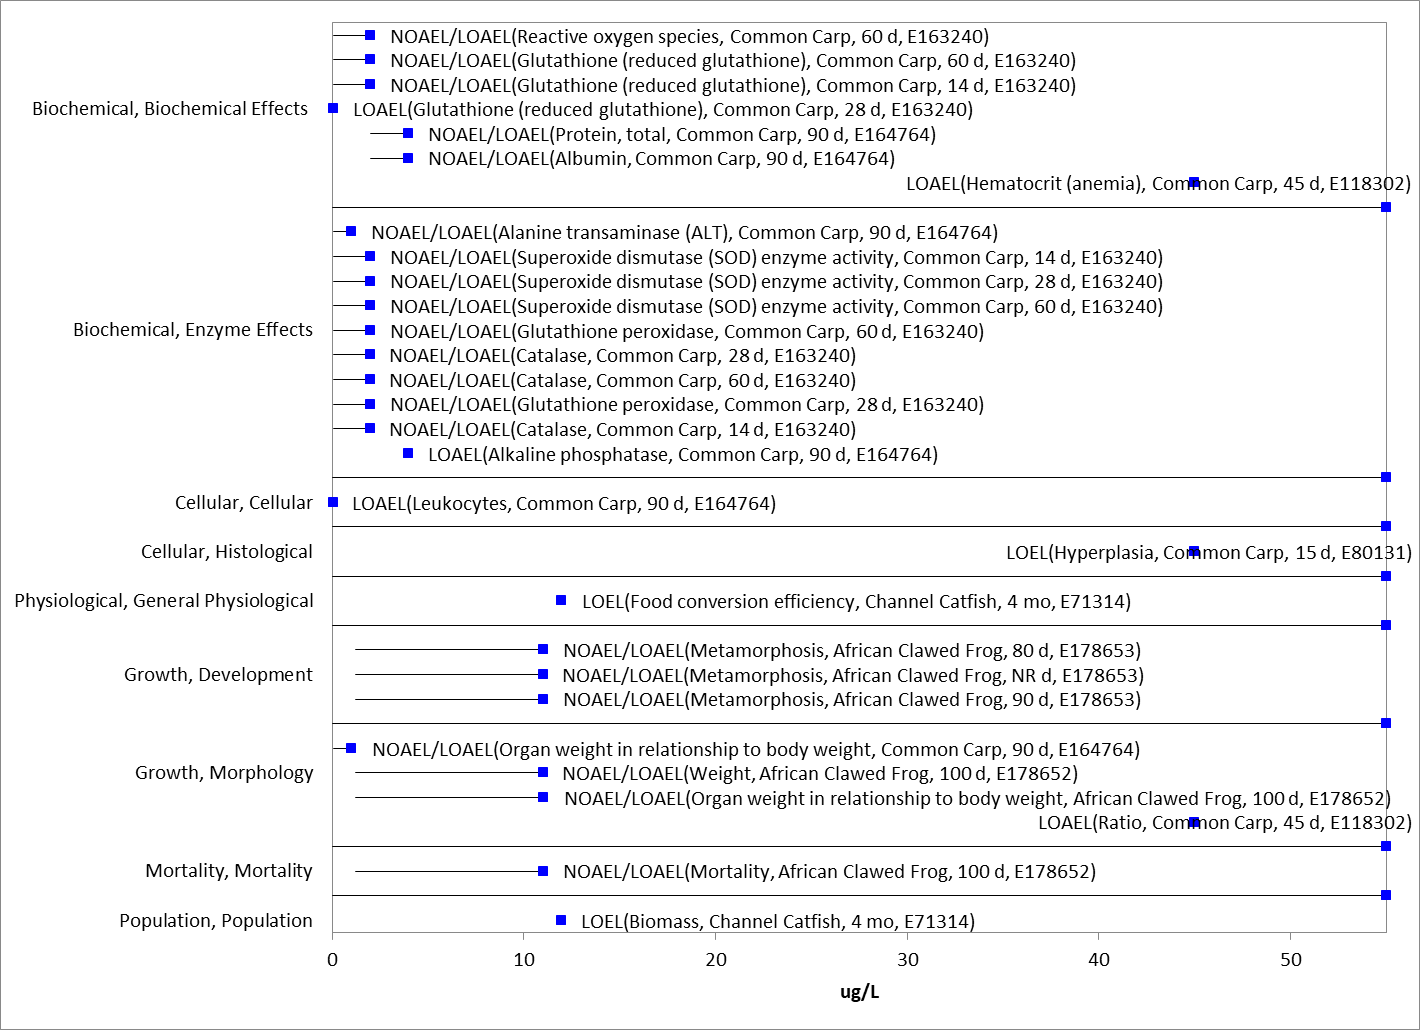 NOAEL/LOAEL(Reactive oxygen species, Common Carp, 60 d, E163240)
NOAEL/LOAEL(Glutathione (reduced glutathione), Common Carp, 60 d, E163240)
NOAEL/LOAEL(Glutathione (reduced glutathione), Common Carp, 14 d, E163240)
Biochemical, Biochemical Effects
LOAEL(Glutathione (reduced glutathione), Common Carp, 28 d, E163240)
NOAEL/LOAEL(Protein, total, Common Carp, 90 d, E164764)
NOAEL/LOAEL(Albumin, Common Carp, 90 d, E164764)
LOAEL(Hematocrit (anemia), Common Carp, 45 d, E118302)
NOAEL/LOAEL(Alanine transaminase (ALT), Common Carp, 90 d, E164764)
NOAEL/LOAEL(Superoxide dismutase (SOD) enzyme activity, Common Carp, 14 d, E163240)
NOAEL/LOAEL(Superoxide dismutase (SOD) enzyme activity, Common Carp, 28 d, E163240)
NOAEL/LOAEL(Superoxide dismutase (SOD) enzyme activity, Common Carp, 60 d, E163240)
Biochemical, Enzyme Effects
NOAEL/LOAEL(Glutathione peroxidase, Common Carp, 60 d, E163240)
NOAEL/LOAEL(Catalase, Common Carp, 28 d, E163240)
NOAEL/LOAEL(Catalase, Common Carp, 60 d, E163240)
NOAEL/LOAEL(Glutathione peroxidase, Common Carp, 28 d, E163240)
NOAEL/LOAEL(Catalase, Common Carp, 14 d, E163240)
LOAEL(Alkaline phosphatase, Common Carp, 90 d, E164764)
Cellular, Cellular
LOAEL(Leukocytes, Common Carp, 90 d, E164764)
Cellular, Histological
LOEL(Hyperplasia, Common Carp, 15 d, E80131)
Physiological, General Physiological
LOEL(Food conversion efficiency, Channel Catfish, 4 mo, E71314)
NOAEL/LOAEL(Metamorphosis, African Clawed Frog, 80 d, E178653)
Growth, Development
NOAEL/LOAEL(Metamorphosis, African Clawed Frog, NR d, E178653)
NOAEL/LOAEL(Metamorphosis, African Clawed Frog, 90 d, E178653)
NOAEL/LOAEL(Organ weight in relationship to body weight, Common Carp, 90 d, E164764)
Growth, Morphology
NOAEL/LOAEL(Weight, African Clawed Frog, 100 d, E178652)
NOAEL/LOAEL(Organ weight in relationship to body weight, African Clawed Frog, 100 d, E178652)
LOAEL(Ratio, Common Carp, 45 d, E118302)
Mortality, Mortality
NOAEL/LOAEL(Mortality, African Clawed Frog, 100 d, E178652)
Population, Population
LOEL(Biomass, Channel Catfish, 4 mo, E71314)
0 10 20 30 40 50
ug/L